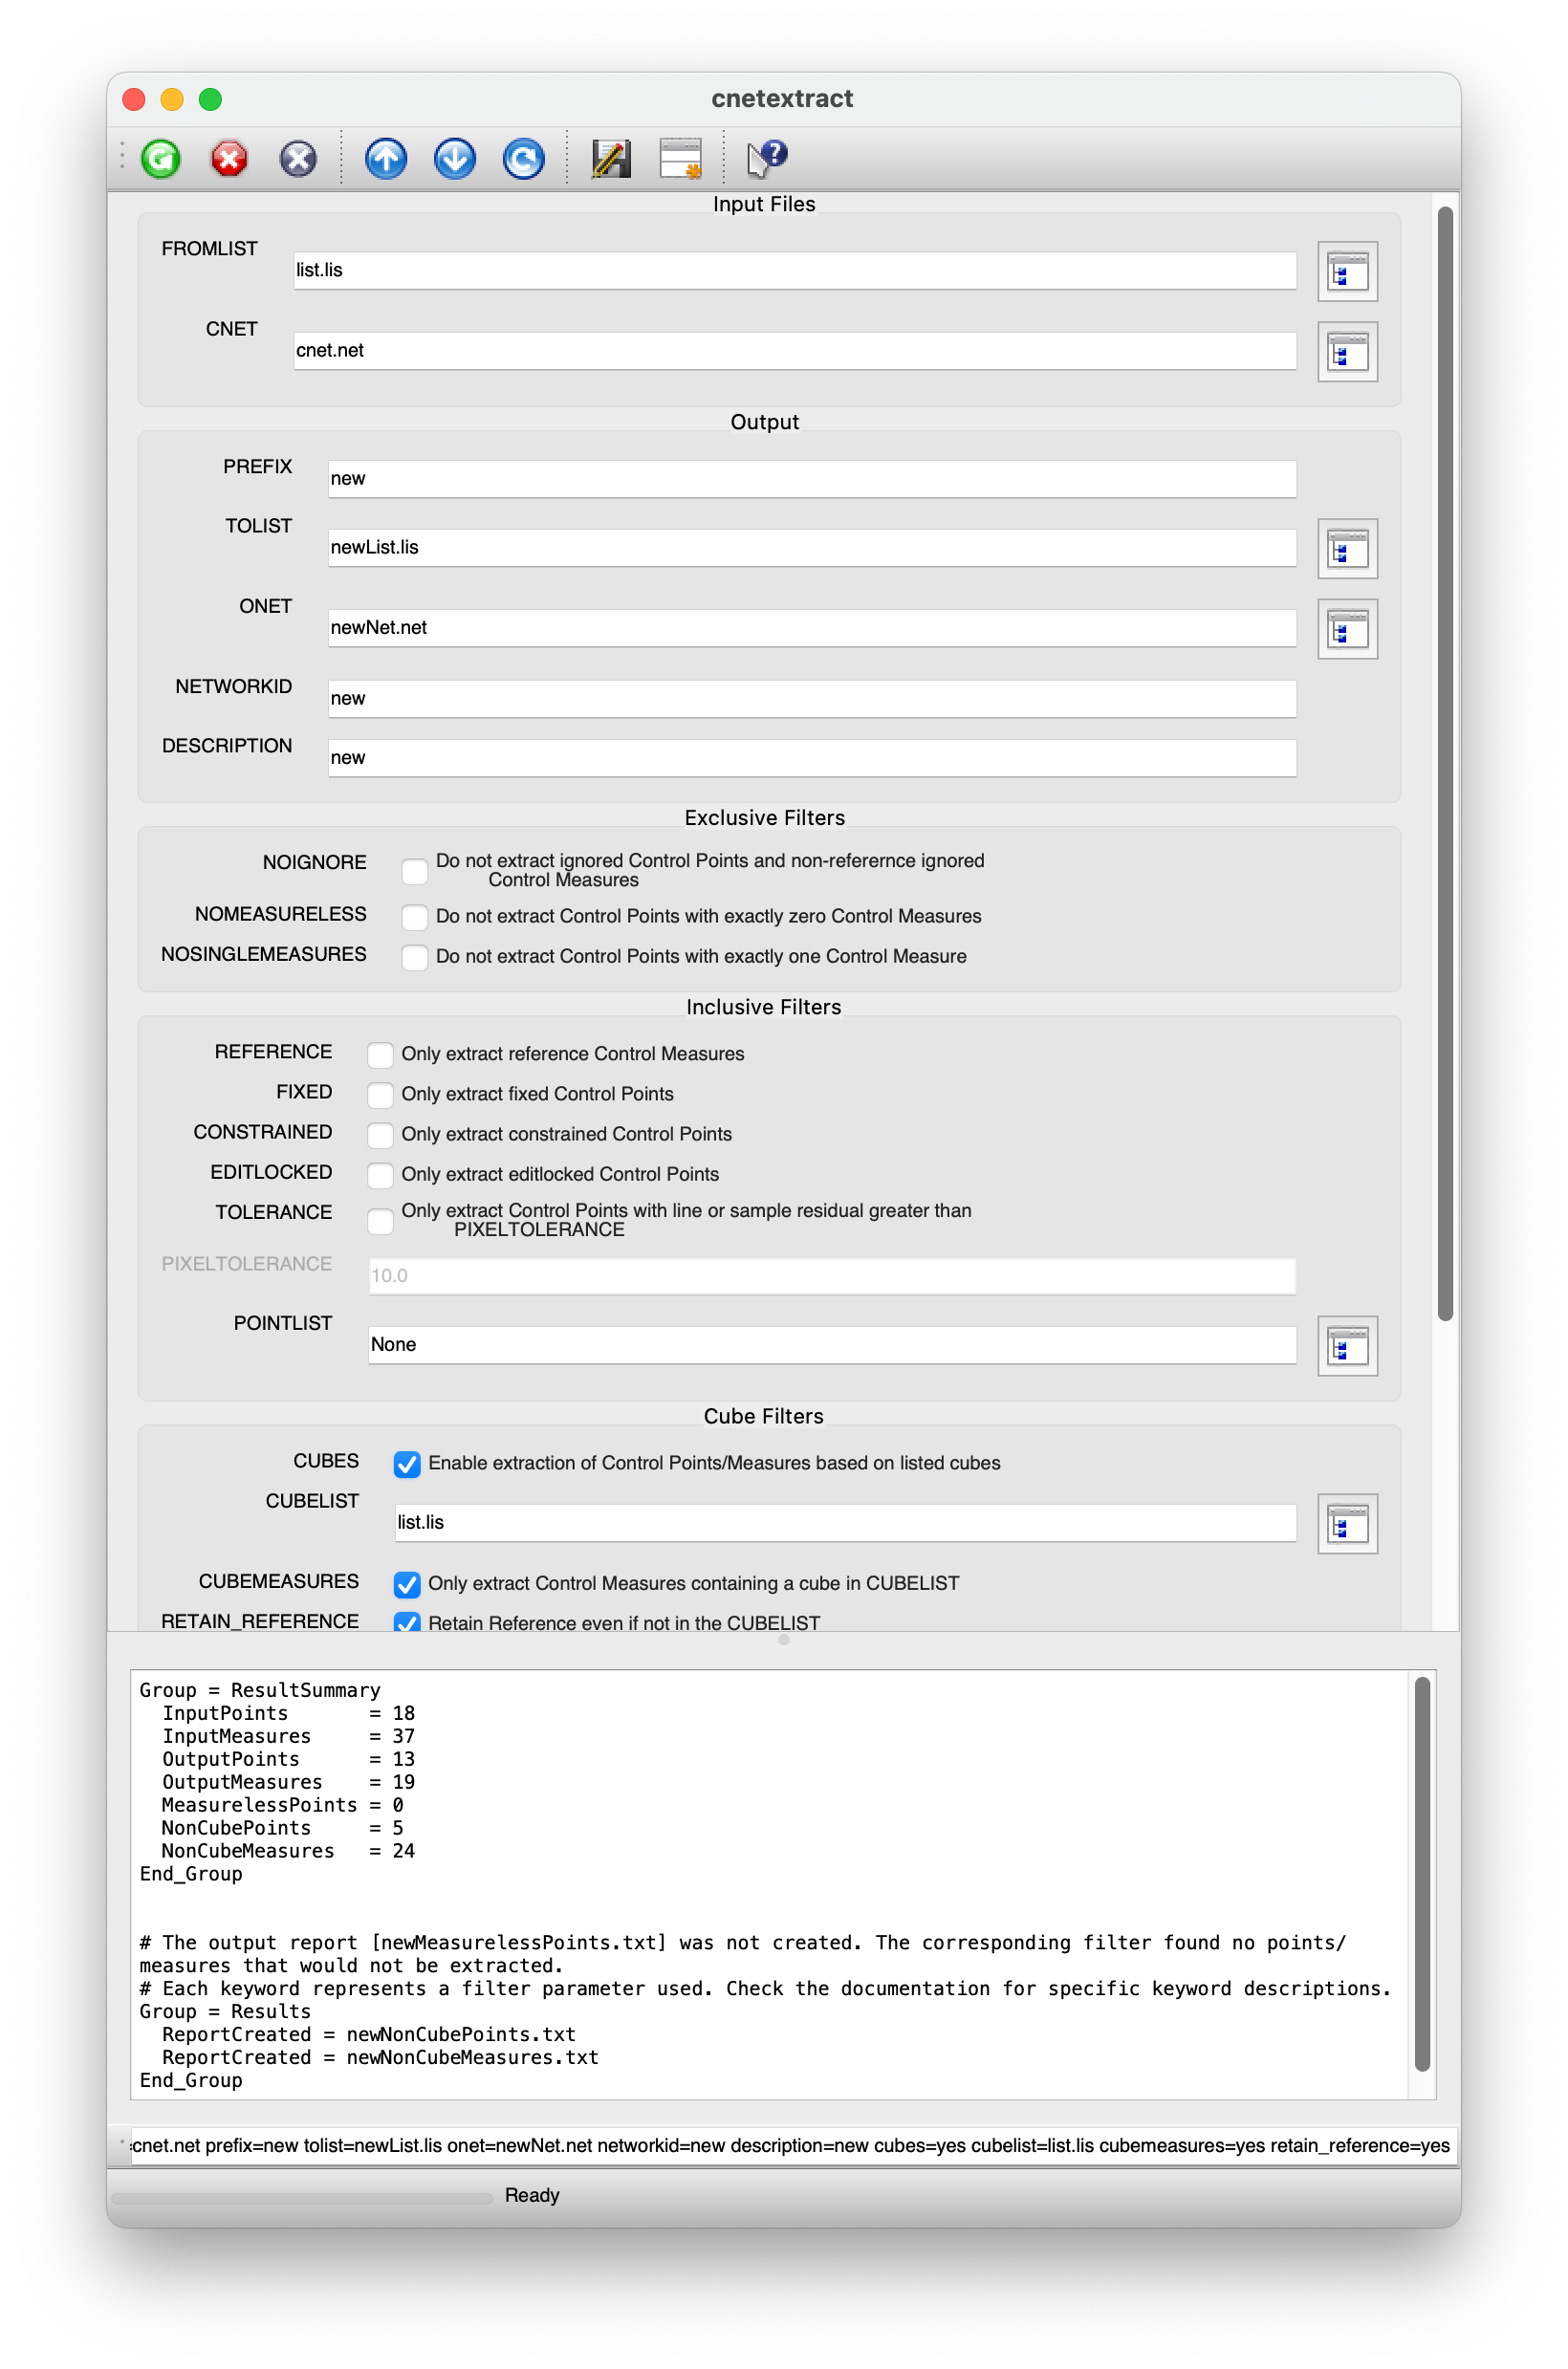 cnetextract
Input Files
FROMLIST
list.lis
CNET
cnet.net
Output
PREFIX
new
TOLIST
newList.lis
ONET
newNet.net
NETWORKID
new
DESCRIPTION
new
Exclusive Filters
NOIGNORE
Do not extract ignored Control Points and non-referernce ignored
Control Measures
NOMEASURELESS
Do not extract Control Points with exactly zero Control Measures
NOSINGLEMEASURES
Do not extract Control Points with exactly one Control Measure
Inclusive Filters
REFERENCE
Only extract reference Control Measures
FIXED
Only extract fixed Control Points
CONSTRAINED
Only extract constrained Control Points
EDITLOCKED
Only extract editlocked Control Points
TOLERANCE
Only extract Control Points with line or sample residual greater than
PIXELTOLERANCE
PIXELTOLERANCE
10.0
POINTLIST
None
Cube Filters
CUBES
Enable extraction of Control Points/Measures based on listed cubes
CUBELIST
list.lis
CUBEMEASURES
Only extract Control Measures containing a cube in CUBELIST
RETAIN_REFERENCE
Retain Reference even if not in the CUBELIST
Group = ResultSummary
InputPoints = 18
InputMeasures = 37
OutputPoints = 13
OutputMeasures = 19
MeasurelessPoints = 0
NonCubePoints = 5
NonCubeMeasures = 24
End_Group
# The output report [newMeasurelessPoints.txt] was not created. The corresponding filter found no points/
measures that would not be extracted.
# Each keyword represents a filter parameter used. Check the documentation for specific keyword descriptions.
Group = Results
ReportCreated = newNonCubePoints.txt
ReportCreated = newNonCubeMeasures.txt
End_Group
=cnet.net prefix=new tolist=newList.lis onet=newNet.net networkid=new description=new cubes=yes cubelist=list.lis cubemeasures=yes retain_reference=yes
Ready